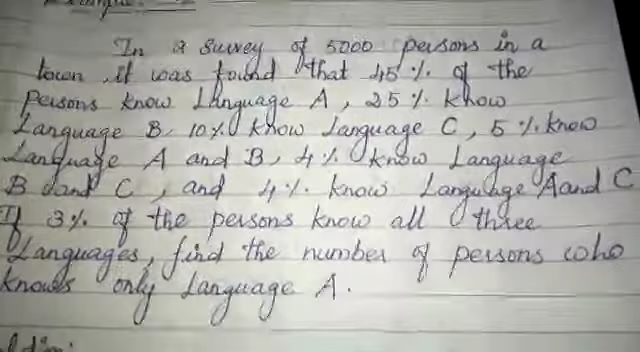 In a survey of 5000 persons in a
town, it was found that 45% of the
Persons know Language A, 25% know
Language B, 10% know Language C, 5% know
Language A and B, 4% know Language
B and C, and 4% know Language A and C
If 3% of the persons know all three
Languages, find the number of persons who
knows only Language A.